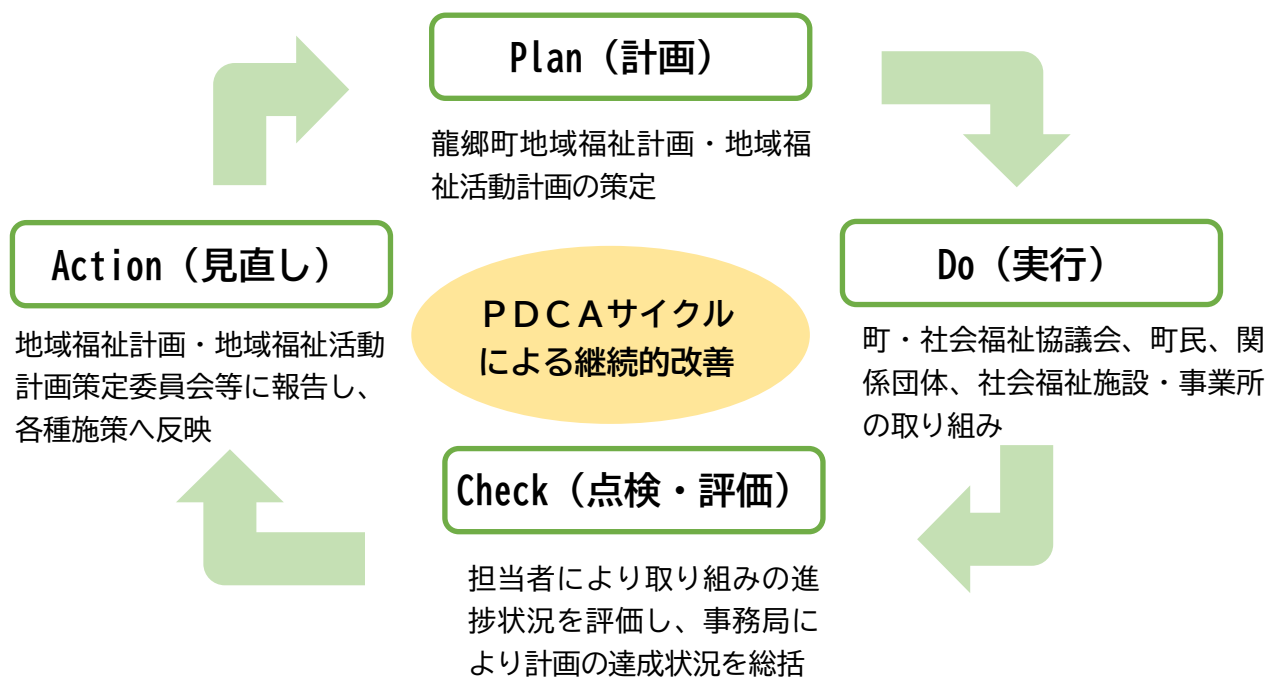 Plan（計画）
龍郷町地域福祉計画・地域福
祉活動計画の策定
Do（実行）
町・社会福祉協議会、町民、関
係団体、社会福祉施設・事業所
の取り組み
Check（点検・評価）
担当者により取り組みの進
捗状況を評価し、事務局に
より計画の達成状況を総括
Action（見直し）
地域福祉計画・地域福祉活動
計画策定委員会等に報告し、
各種施策へ反映
ＰＤＣＡサイクル
による継続的改善